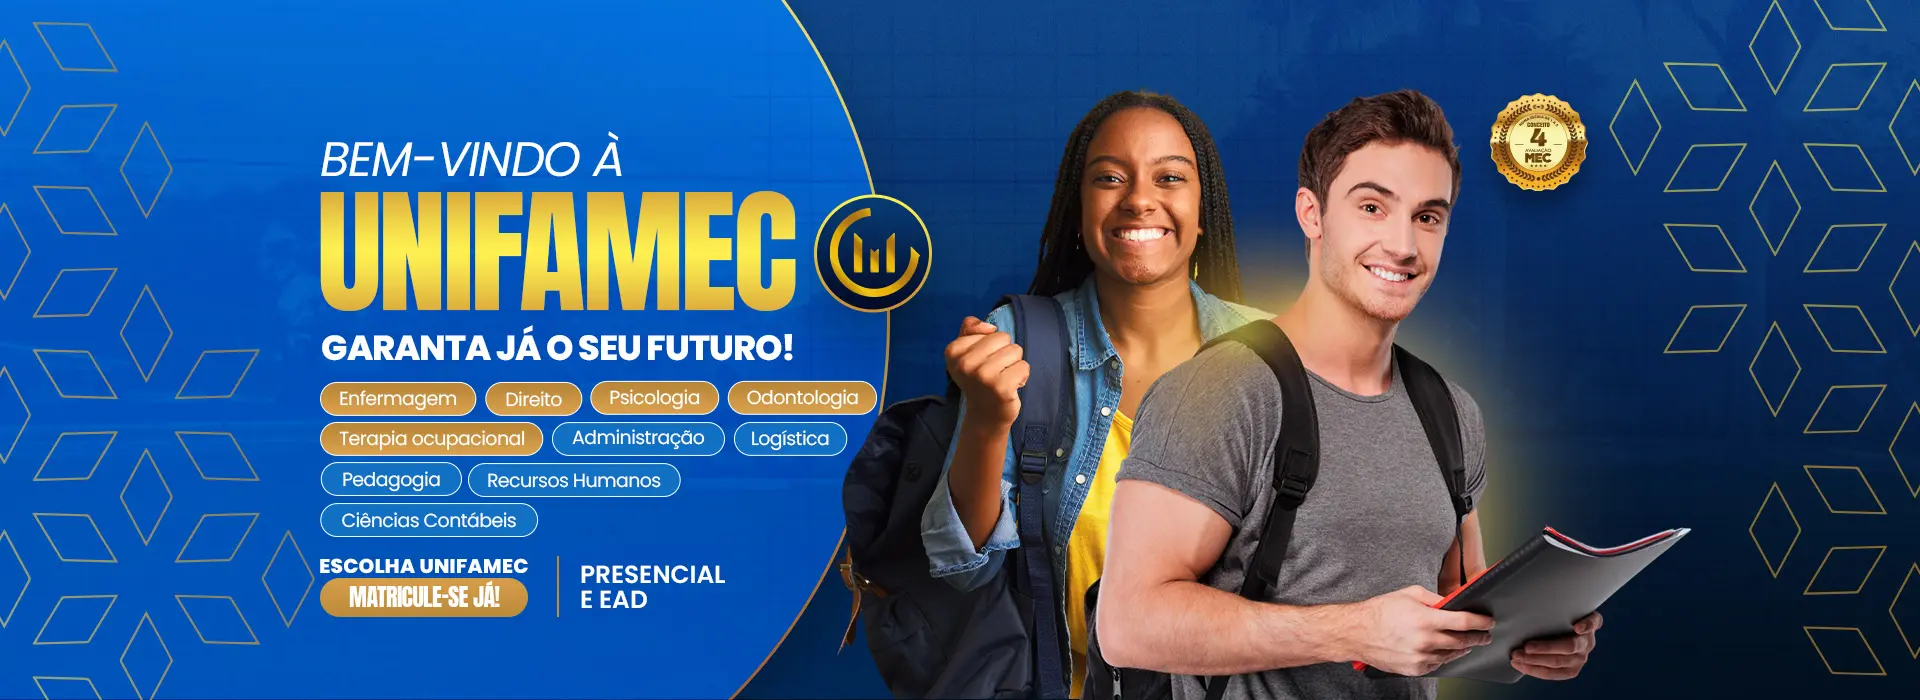 BEM-VINDO À
UNIFAMEC
GARANTA JÁ O SEU FUTURO!
Enfermagem Direito Psicologia Odontologia
Terapia ocupacional Administração Logística
Pedagogia Recursos Humanos
Ciências Contábeis
ESCOLHA UNIFAMEC
MATRICULE-SE JÁ!
PRESENCIAL
E EAD
CONCEITO
4
AVALIAÇÃO
MEC